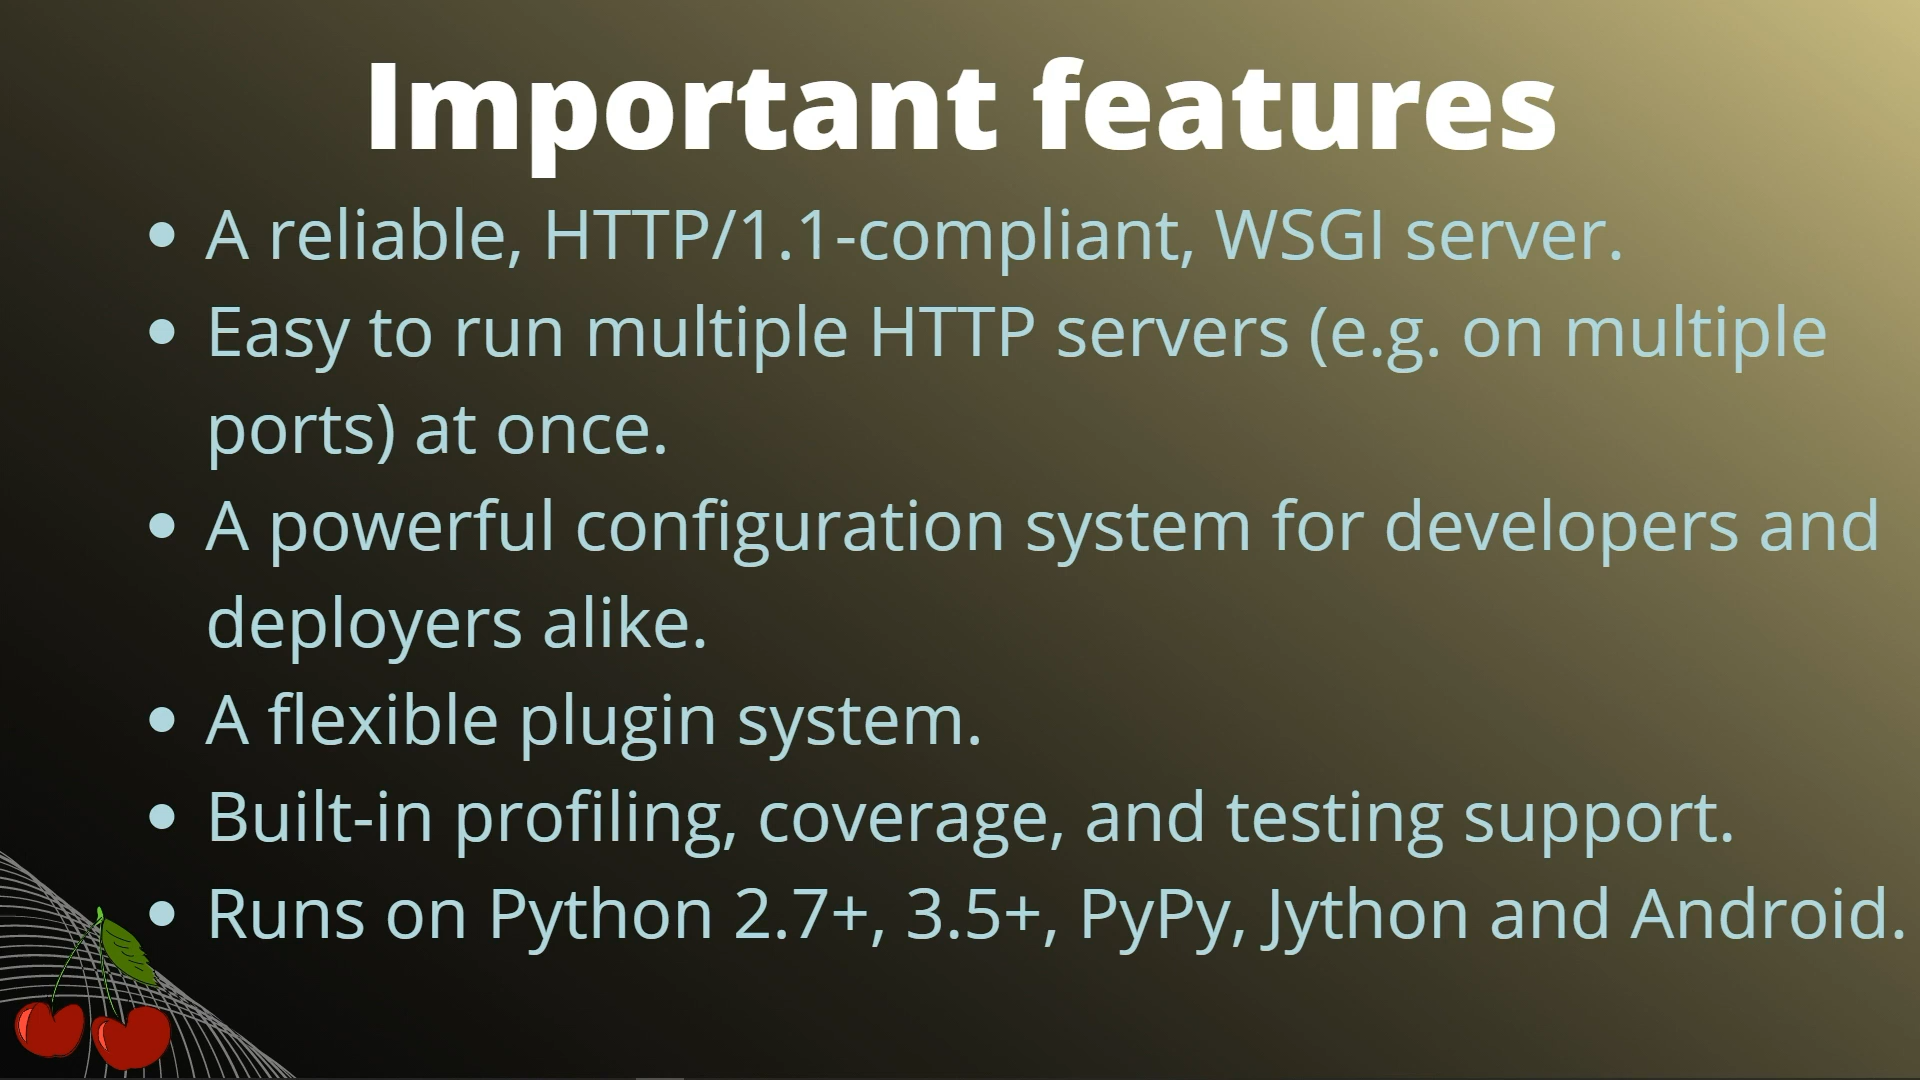 Important features
• A reliable, HTTP/1.1-compliant, WSGI server.
• Easy to run multiple HTTP servers (e.g. on multiple
ports) at once.
• A powerful configuration system for developers and
deployers alike.
• A flexible plugin system.
• Built-in profiling, coverage, and testing support.
• Runs on Python 2.7+, 3.5+, PyPy, Jython and Android.